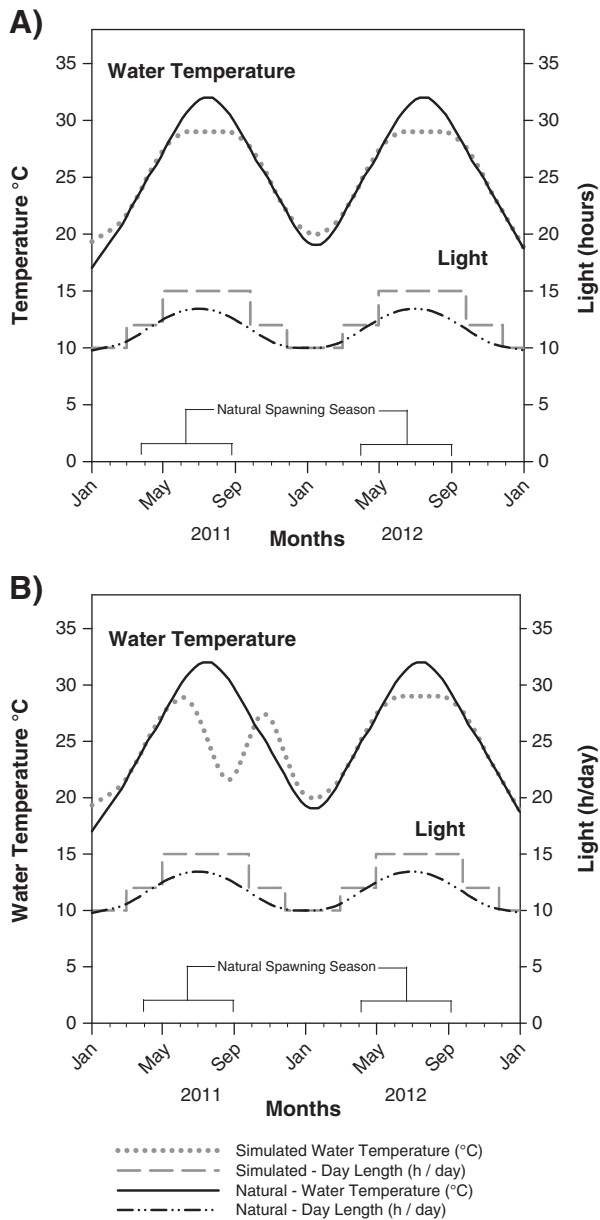 A)
Water Temperature
35
30
25
20
15
10
5
0
Temperature °C
35
30
25
20
15
10
5
0
Light (hours)
Light
Natural Spawning Season
Jan
May
Sep
Jan
May
Sep
Jan
2011
Months
2012
B)
Water Temperature
35
30
25
20
15
10
5
0
Water Temperature °C
35
30
25
20
15
10
5
0
Light (h/day)
Light
Natural Spawning Season
Jan
May
Sep
Jan
May
Sep
Jan
2011
Months
2012
Simulated Water Temperature (°C)
Simulated - Day Length (h / day)
Natural - Water Temperature (°C)
Natural - Day Length (h / day)